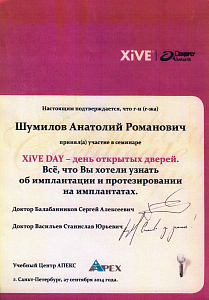 XiVE
Настоящим подтверждается, что г-н (г-жа)
Шумилов Анатолий Романович
принял(а) участие в семинаре
XiVE DAY – день открытых дверей.
Всё, что Вы хотели узнать
об имплантации и протезировании
на имплантатах.
Доктор Балабанников Сергей Алексеевич
Доктор Васильев Станислав Юрьевич
Учебный Центр АПЕКС
APEX
г. Санкт-Петербург, 27 сентября 2014 года.